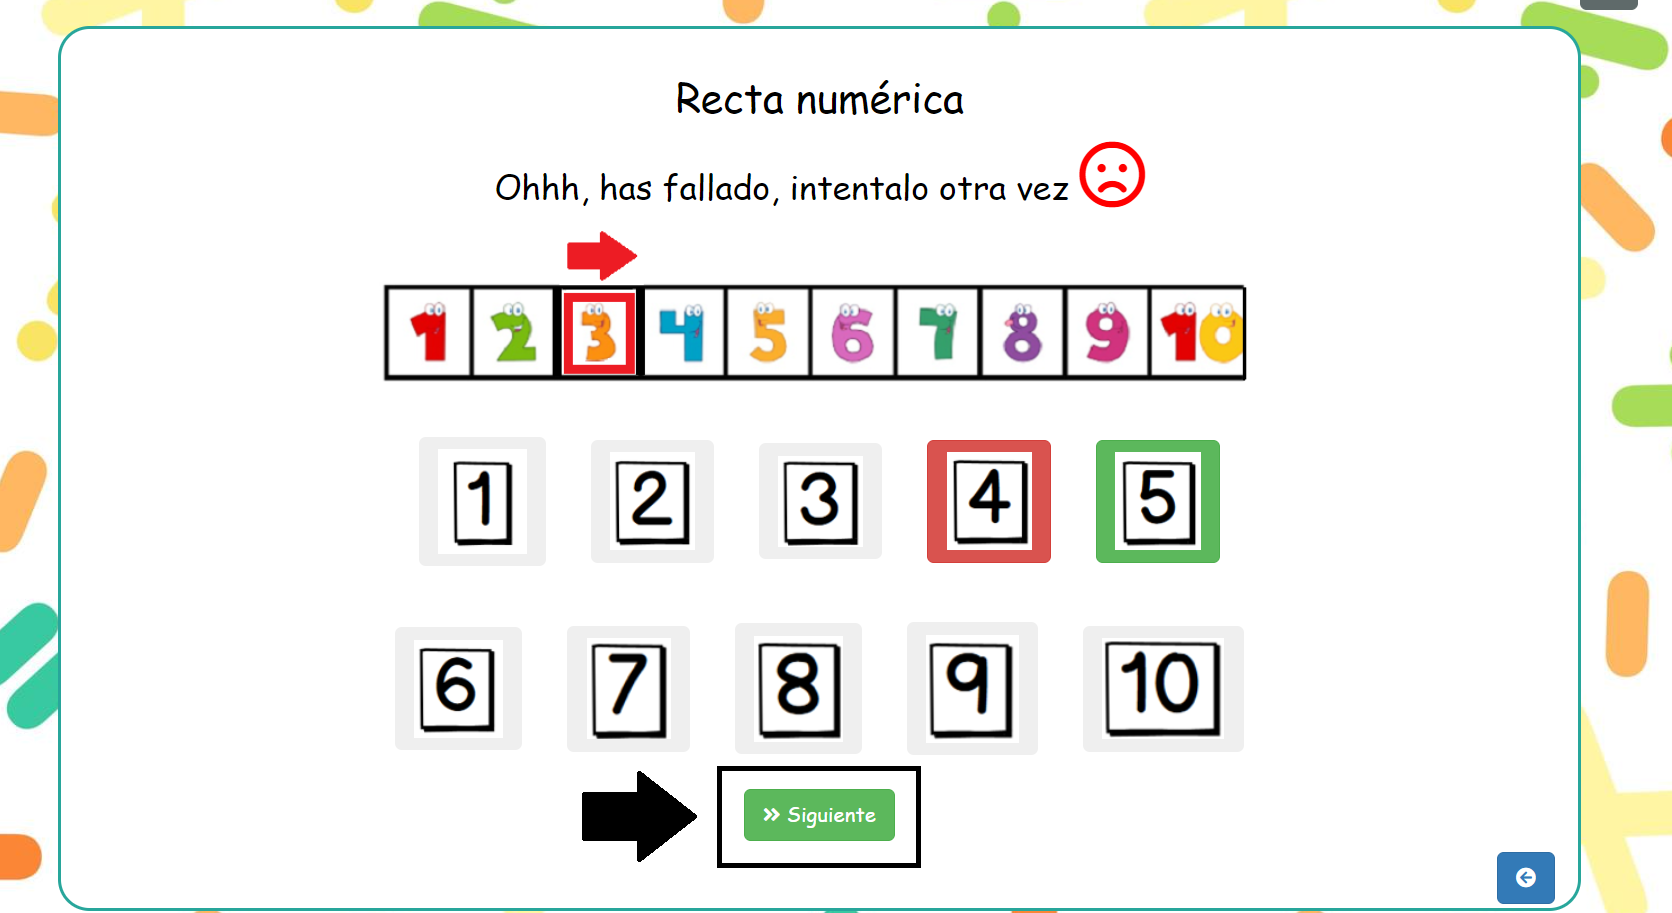 Recta numérica
Ohhh, has fallado, intentalo otra vez
1 2 3 4 5 6 7 8 9 10
1 2 3 4 5
6 7 8 9 10
Siguiente